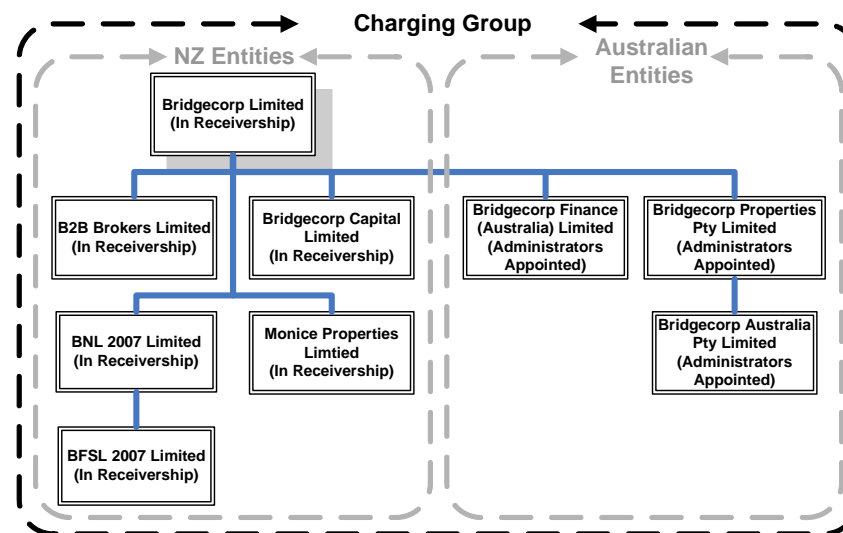 Charging Group
NZ Entities
Australian
Entities
Bridgecorp Limited
(In Receivership)
B2B Brokers Limited
(In Receivership)
Bridgecorp Capital
Limited
(In Receivership)
Bridgecorp Finance
(Australia) Limited
(Administrators
Appointed)
Bridgecorp Properties
Pty Limited
(Administrators
Appointed)
BNL 2007 Limited
(In Receivership)
Monice Properties
Limtied
(In Receivership)
Bridgecorp Australia
Pty Limited
(Administrators
Appointed)
BFSL 2007 Limited
(In Receivership)